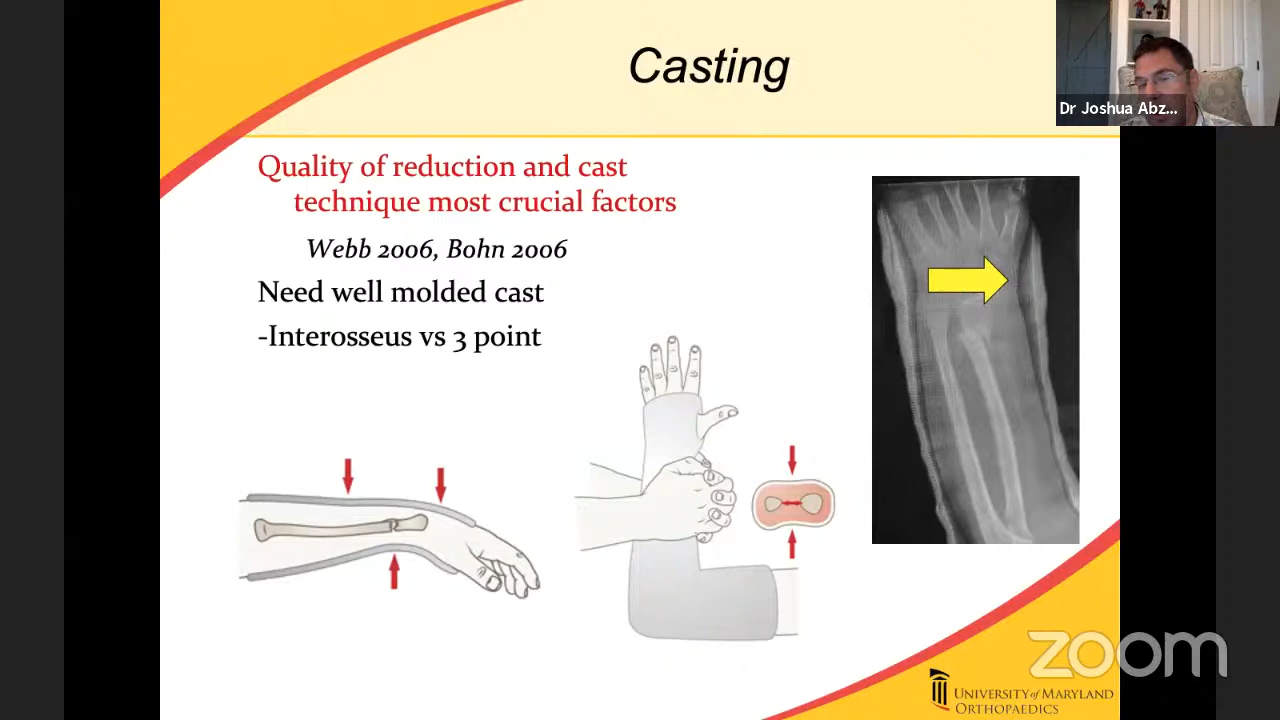 Casting
Dr Joshua Abz...
Quality of reduction and cast
technique most crucial factors
Webb 2006, Bohn 2006
Need well molded cast
-Interosseus vs 3 point
zoom
UNIVERSITY of MARYLAND
ORTHOPAEDICS